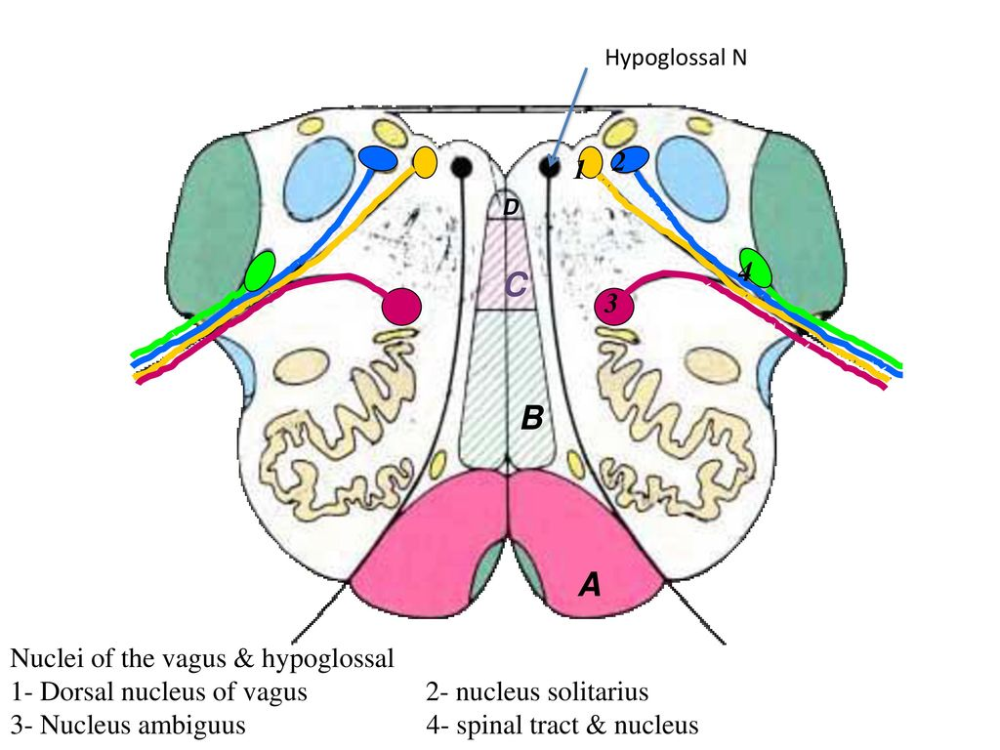 Hypoglossal N
1
2
D
4
C
3
B
A
Nuclei of the vagus & hypoglossal
1- Dorsal nucleus of vagus 2- nucleus solitarius
3- Nucleus ambiguus 4- spinal tract & nucleus